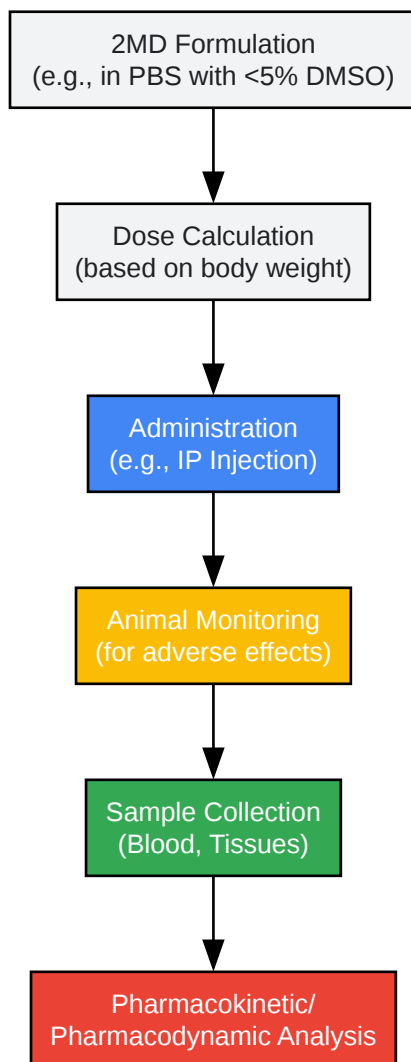 2MD Formulation
(e.g., in PBS with <5% DMSO)
Dose Calculation
(based on body weight)
Administration
(e.g., IP Injection)
Animal Monitoring
(for adverse effects)
Sample Collection
(Blood, Tissues)
Pharmacokinetic/
Pharmacodynamic Analysis